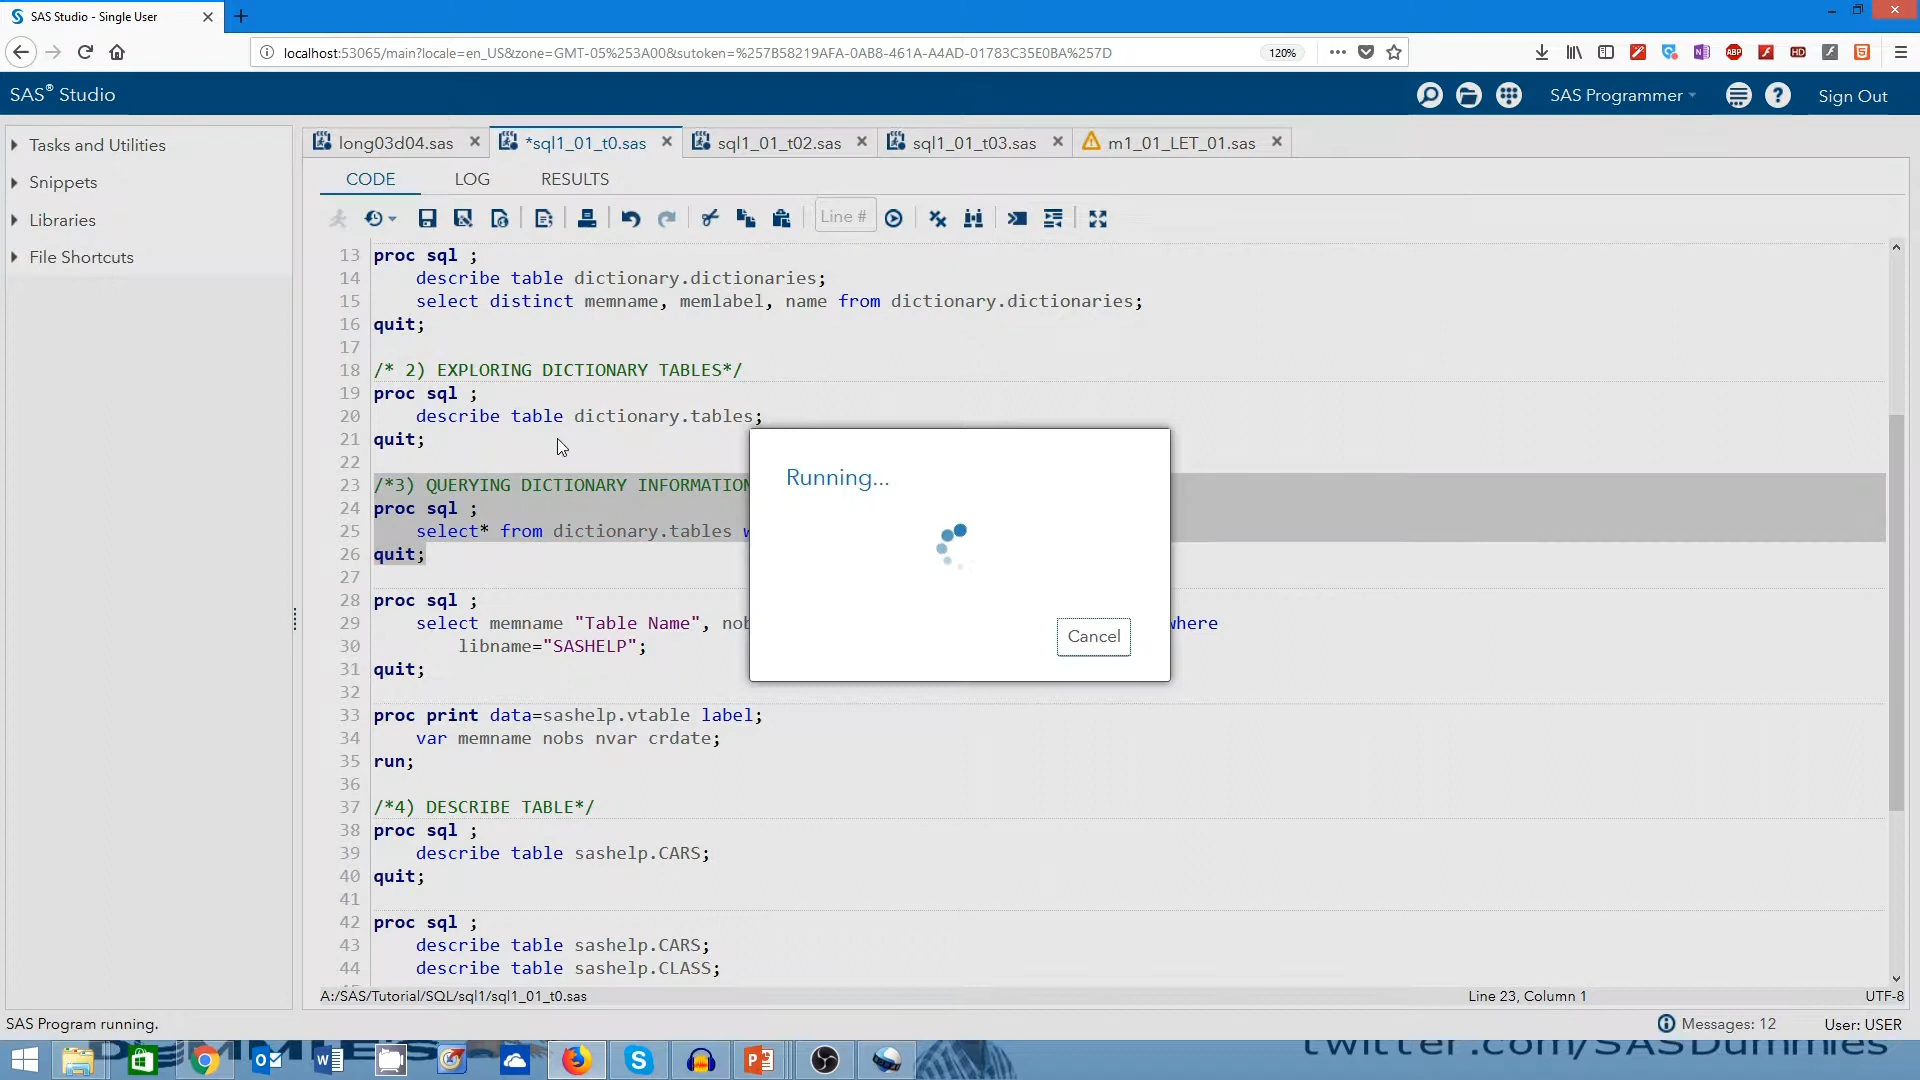 SAS Studio - Single User
localhost:53065/main?locale=en_US&zone=GMT-05%253A00&sutoken=%257B58219AFA-0AB8-461A-A4AD-01783C35E0BA%257D
120%
SAS® Studio
SAS Programmer
Sign Out
Tasks and Utilities
Snippets
Libraries
File Shortcuts
long03d04.sas
*sql1_01_t0.sas
sql1_01_t02.sas
sql1_01_t03.sas
m1_01_LET_01.sas
CODE LOG RESULTS
Line #
13 proc sql ;
14 describe table dictionary.dictionaries;
15 select distinct memname, memlabel, name from dictionary.dictionaries;
16 quit;
17
18 /* 2) EXPLORING DICTIONARY TABLES*/
19 proc sql ;
20 describe table dictionary.tables;
21 quit;
22
23 /*3) QUERYING DICTIONARY INFORMATION
24 proc sql ;
25 select* from dictionary.tables
26 quit;
27
28 proc sql ;
29 select memname "Table Name", where
30 libname="SASHELP";
31 quit;
32
33 proc print data=sashelp.vtable label;
34 var memname nobs nvar crdate;
35 run;
36
37 /*4) DESCRIBE TABLE*/
38 proc sql ;
39 describe table sashelp.CARS;
40 quit;
41
42 proc sql ;
43 describe table sashelp.CARS;
44 describe table sashelp.CLASS;
Running...
Cancel
A:/SAS/Tutorial/SQL/sql1/sql1_01_t0.sas
Line 23, Column 1
UTF-8
SAS Program running.
Messages: 12
User: USER
twitter.com/SASDummies